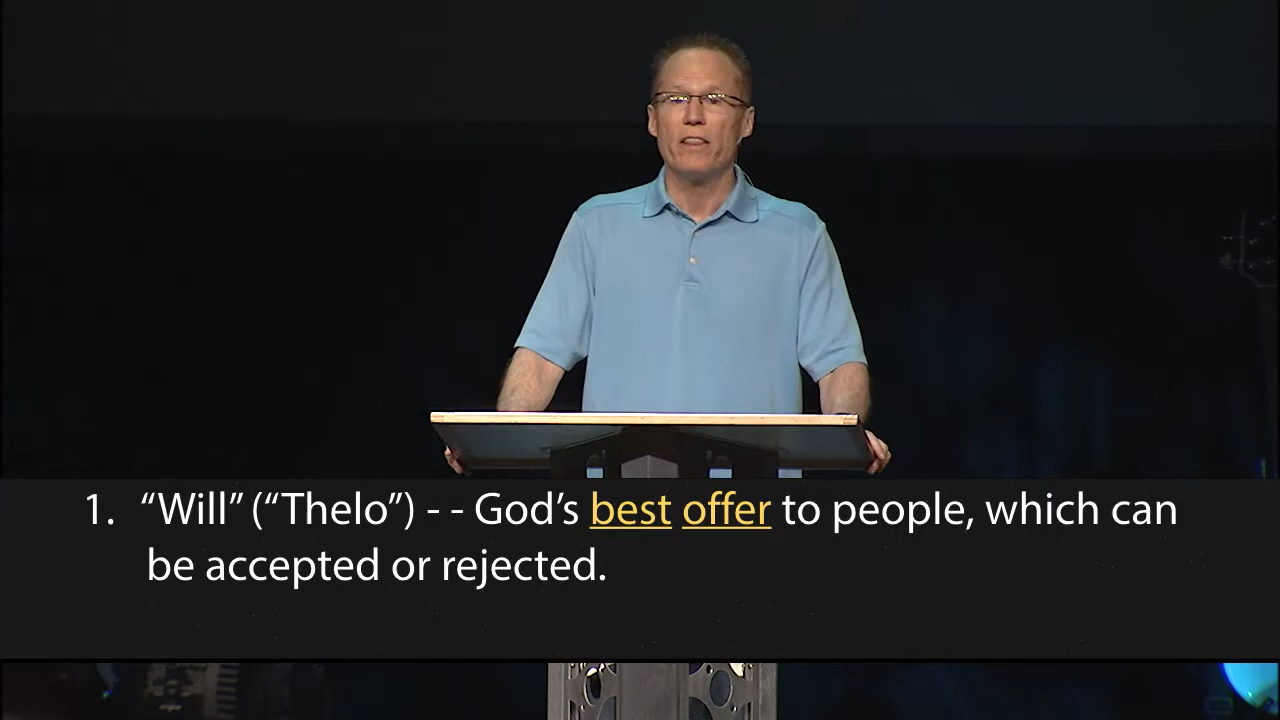 1. “Will” (“Thelo”) - - God’s best offer to people, which can
be accepted or rejected.